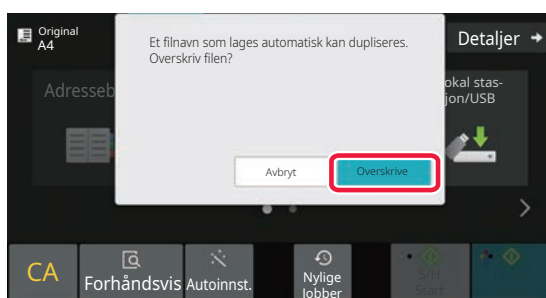 Original
A4
Et filnavn som lages automatisk kan dupliseres.
Overskriv filen?
Detaljer
Adresseb
okal stas-
jon/USB
Avbryt
Overskrive
CA
Forhåndsvis
Autoinnst.
Nylige
jobber
S/H
Start